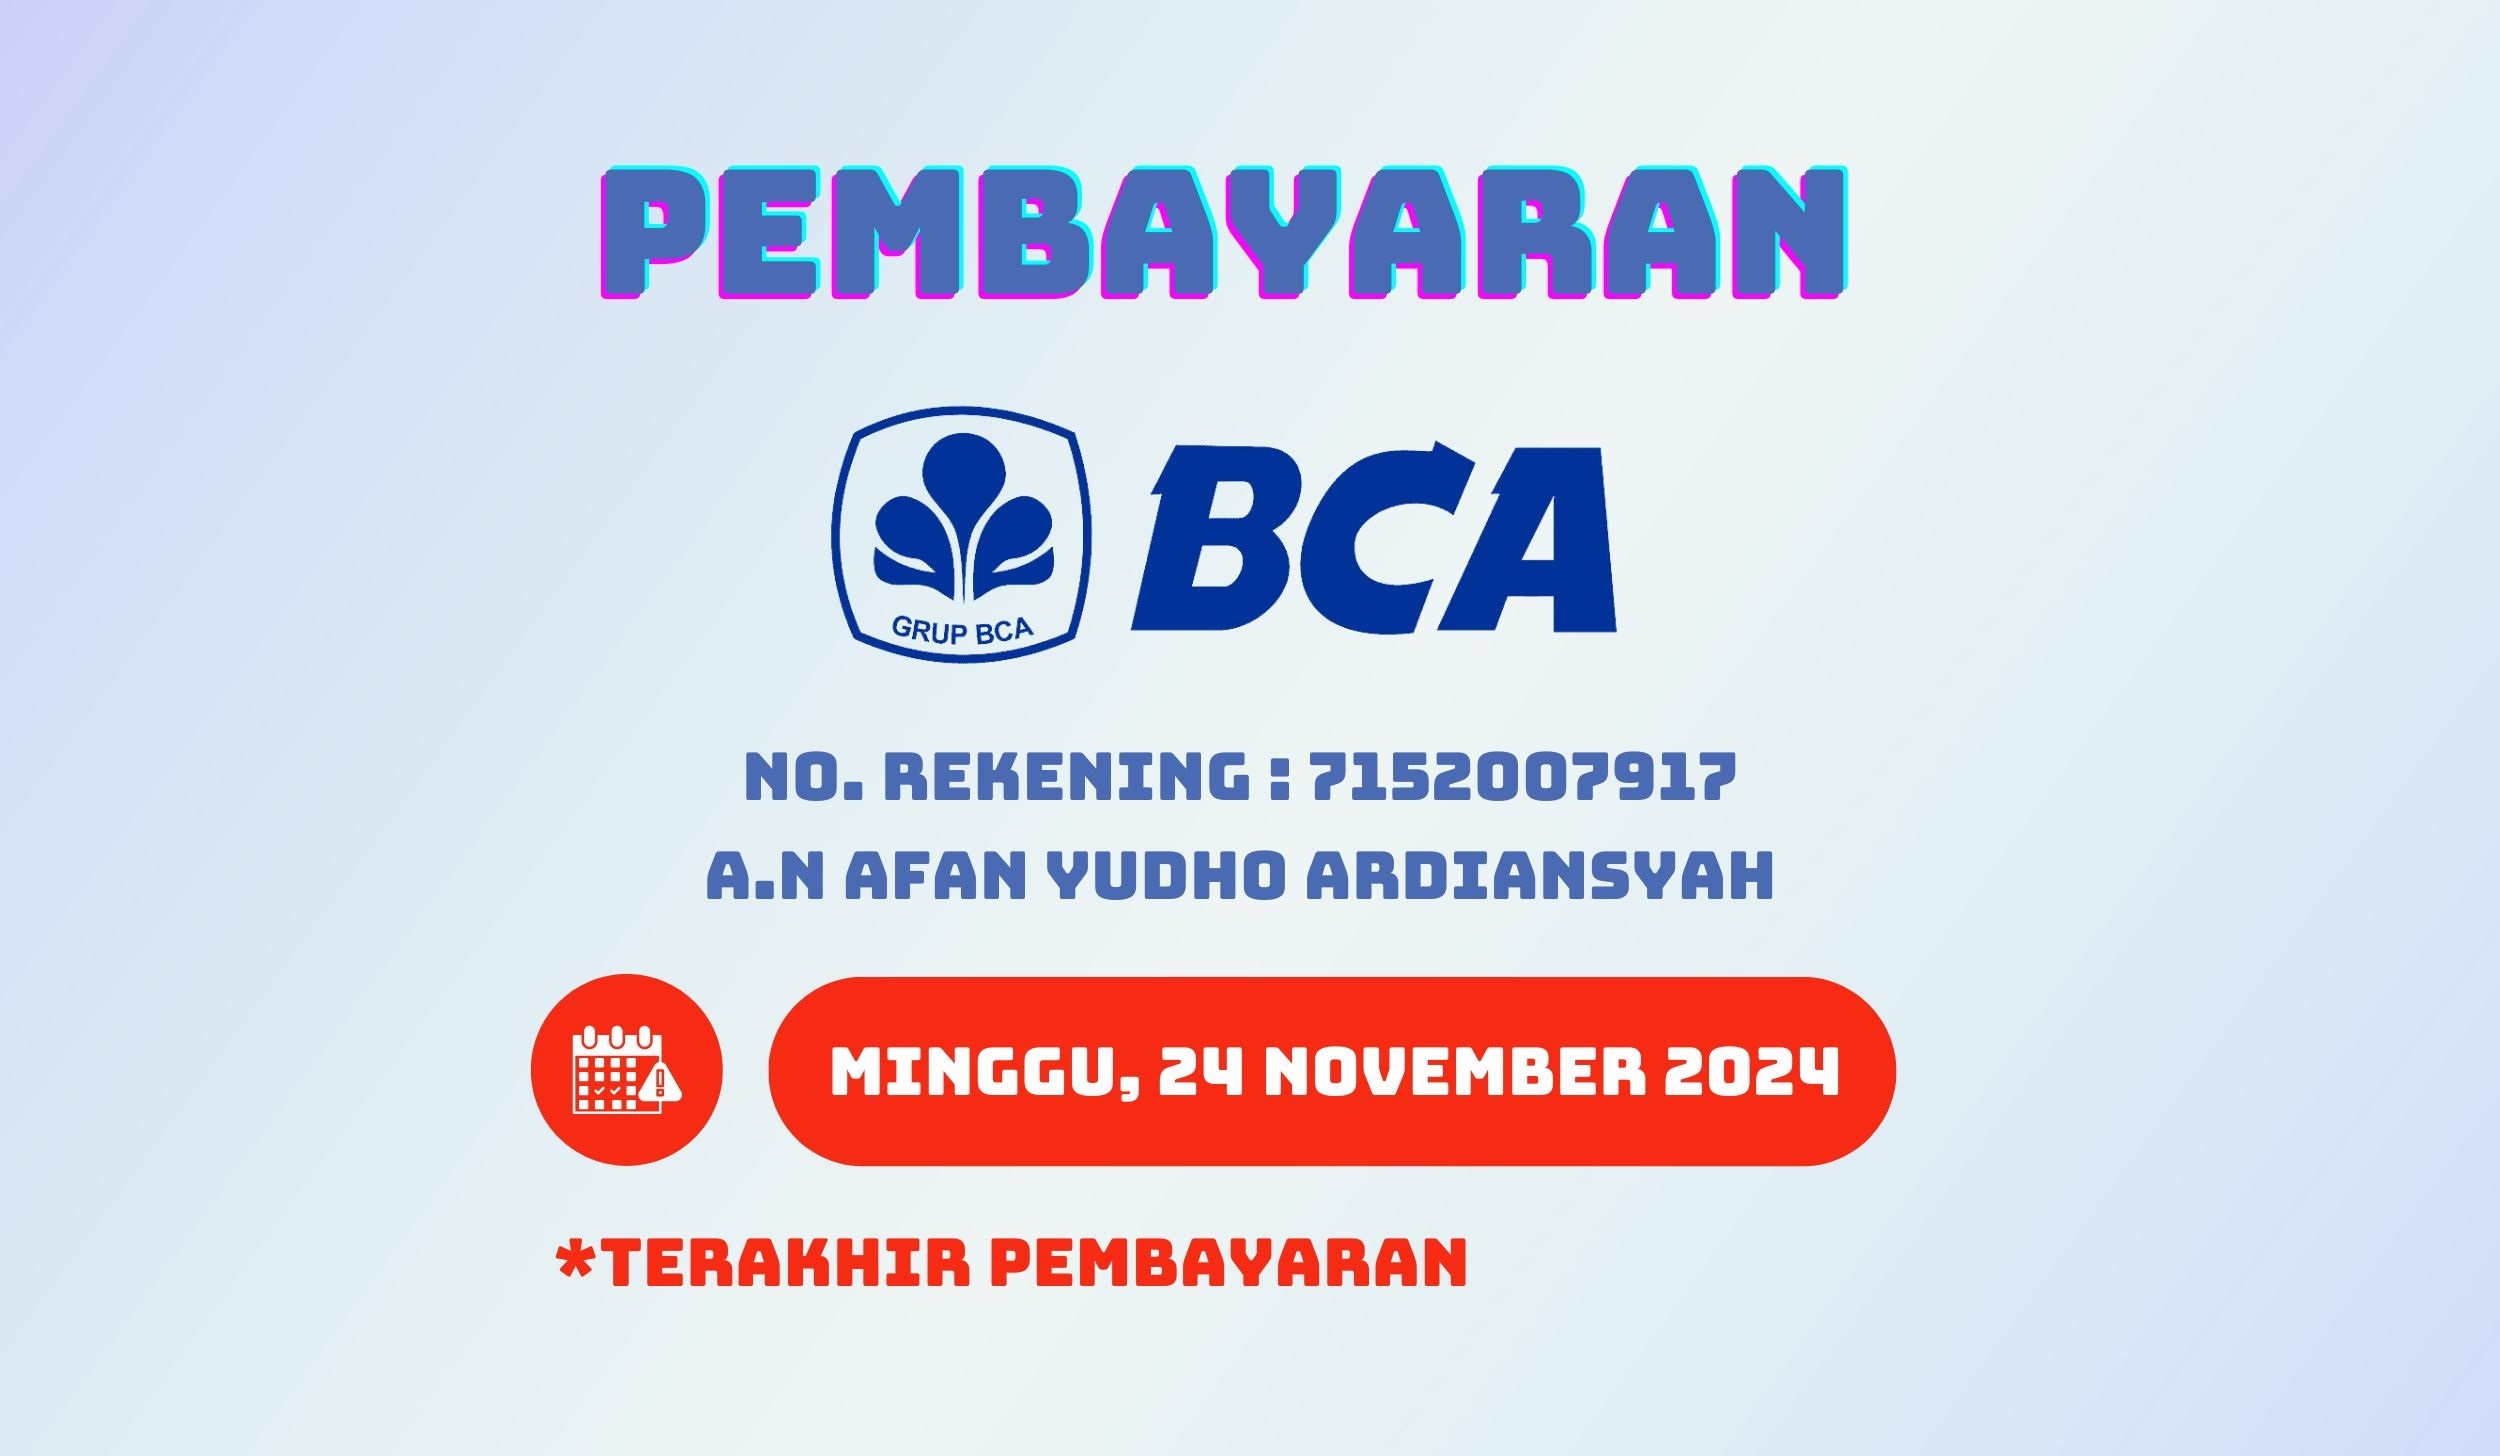 PEMBAYARAN
GRUP BCA
BCA
NO. REKENING : 7152007917
A.N AFAN YUDHO ARDIANSYAH
MINGGU, 24 NOVEMBER 2024
*TERAKHIR PEMBAYARAN